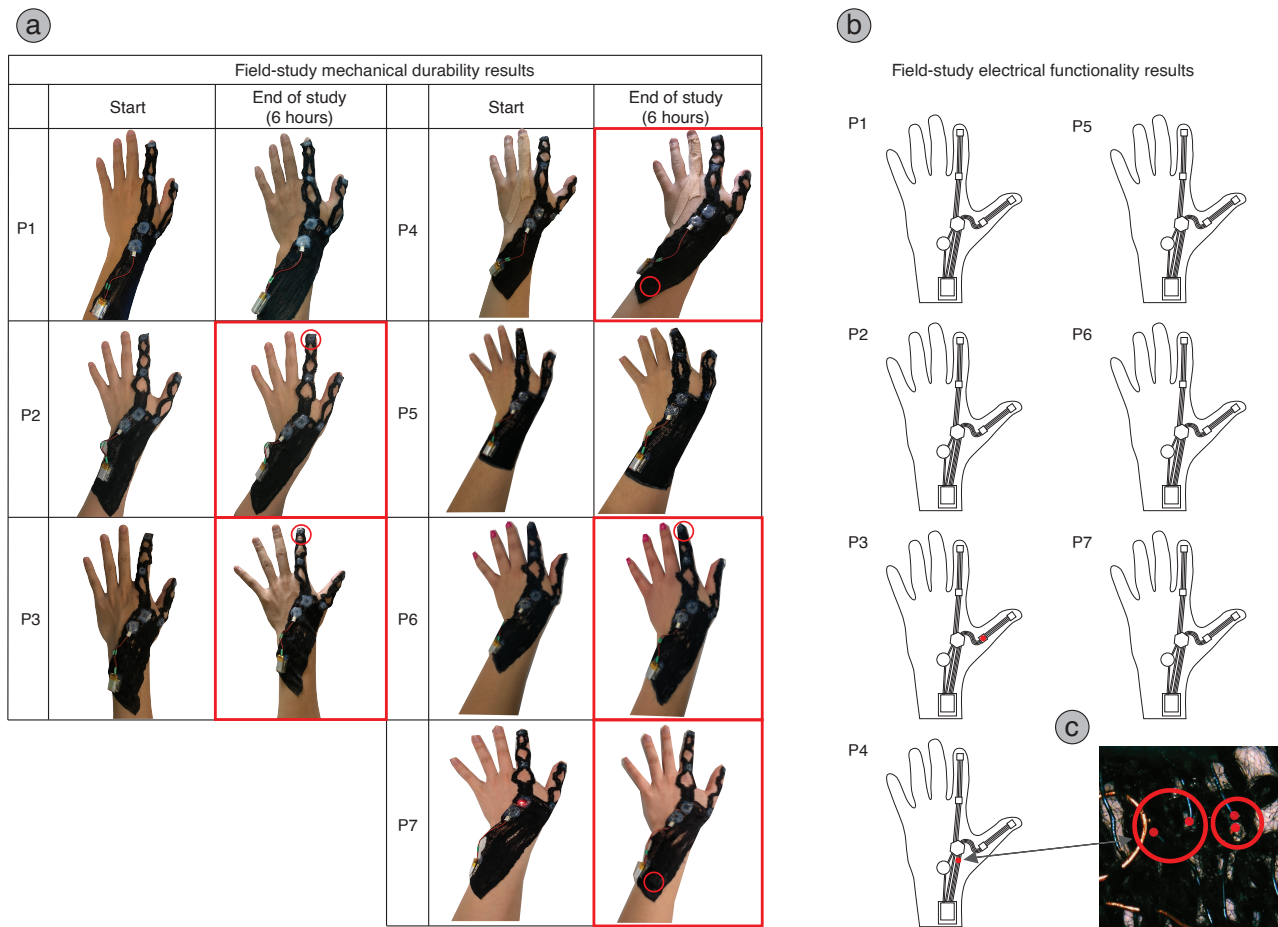 a
Field-study mechanical durability results
Start
End of study
(6 hours)
Start
End of study
(6 hours)
P1
P4
P2
P5
P3
P6
P7
b
Field-study electrical functionality results
P1
P5
P2
P6
P3
P7
P4
c